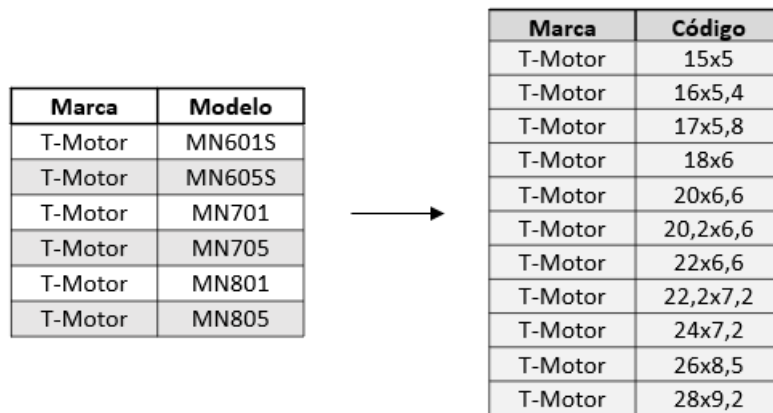 Marca Modelo
T-Motor MN601S
T-Motor MN605S
T-Motor MN701
T-Motor MN705
T-Motor MN801
T-Motor MN805
Marca Código
T-Motor 15x5
T-Motor 16x5,4
T-Motor 17x5,8
T-Motor 18x6
T-Motor 20x6,6
T-Motor 20,2x6,6
T-Motor 22x6,6
T-Motor 22,2x7,2
T-Motor 24x7,2
T-Motor 26x8,5
T-Motor 28x9,2